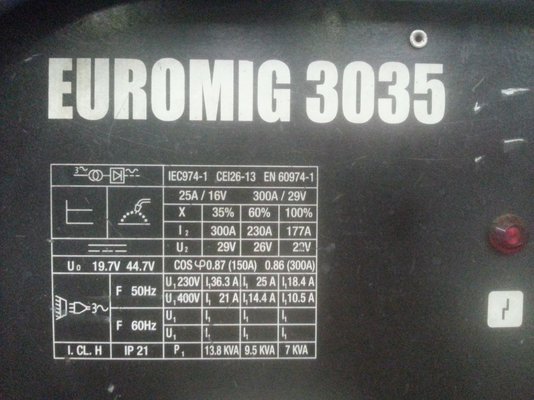 EUROMIG 3035
3~ IEC974-1 CEI26-13 EN 60974-1
25A / 16V 300A / 29V
X 35% 60% 100%
I2 300A 230A 177A
U2 29V 26V 22V
U0 19.7V 44.7V COS φ0.87 (150A) 0.86 (300A)
F 50Hz U1 230V I1 36.3 A I1 25 A I1 18.4 A
3~ U1 400V I1 21 A I1 14.4 A I1 10.5 A
F 60Hz U1 I1 I1 I1
U1 I1 I1 I1
I. CL. H IP 21 P1 13.8 KVA 9.5 KVA 7 KVA